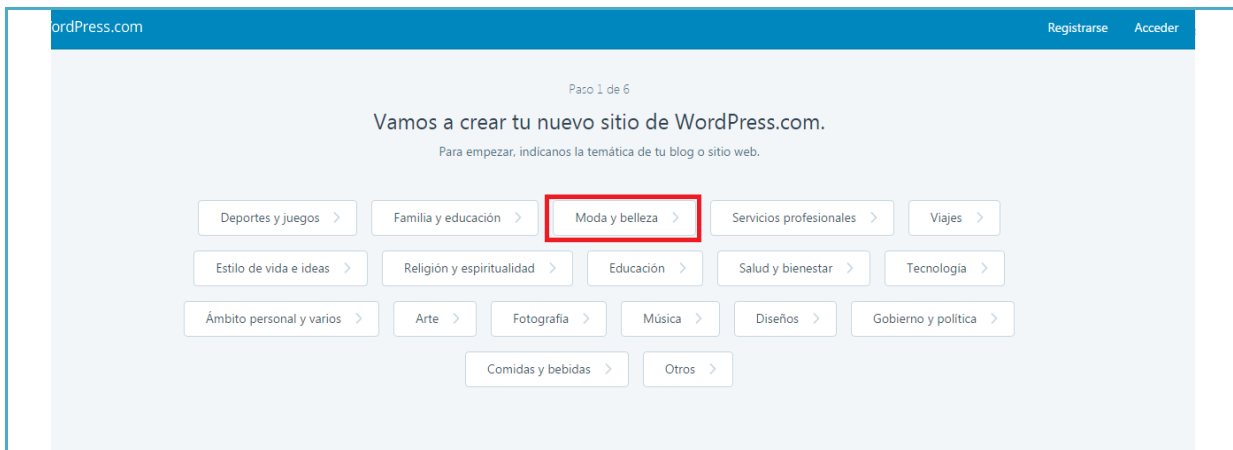 ordPress.com Registrarse Acceder
Paso 1 de 6
Vamos a crear tu nuevo sitio de WordPress.com.
Para empezar, indícanos la temática de tu blog o sitio web.
Deportes y juegos Familia y educación Moda y belleza Servicios profesionales Viajes
Estilo de vida e ideas Religión y espiritualidad Educación Salud y bienestar Tecnología
Ámbito personal y varios Arte Fotografía Música Diseños Gobierno y política
Comidas y bebidas Otros